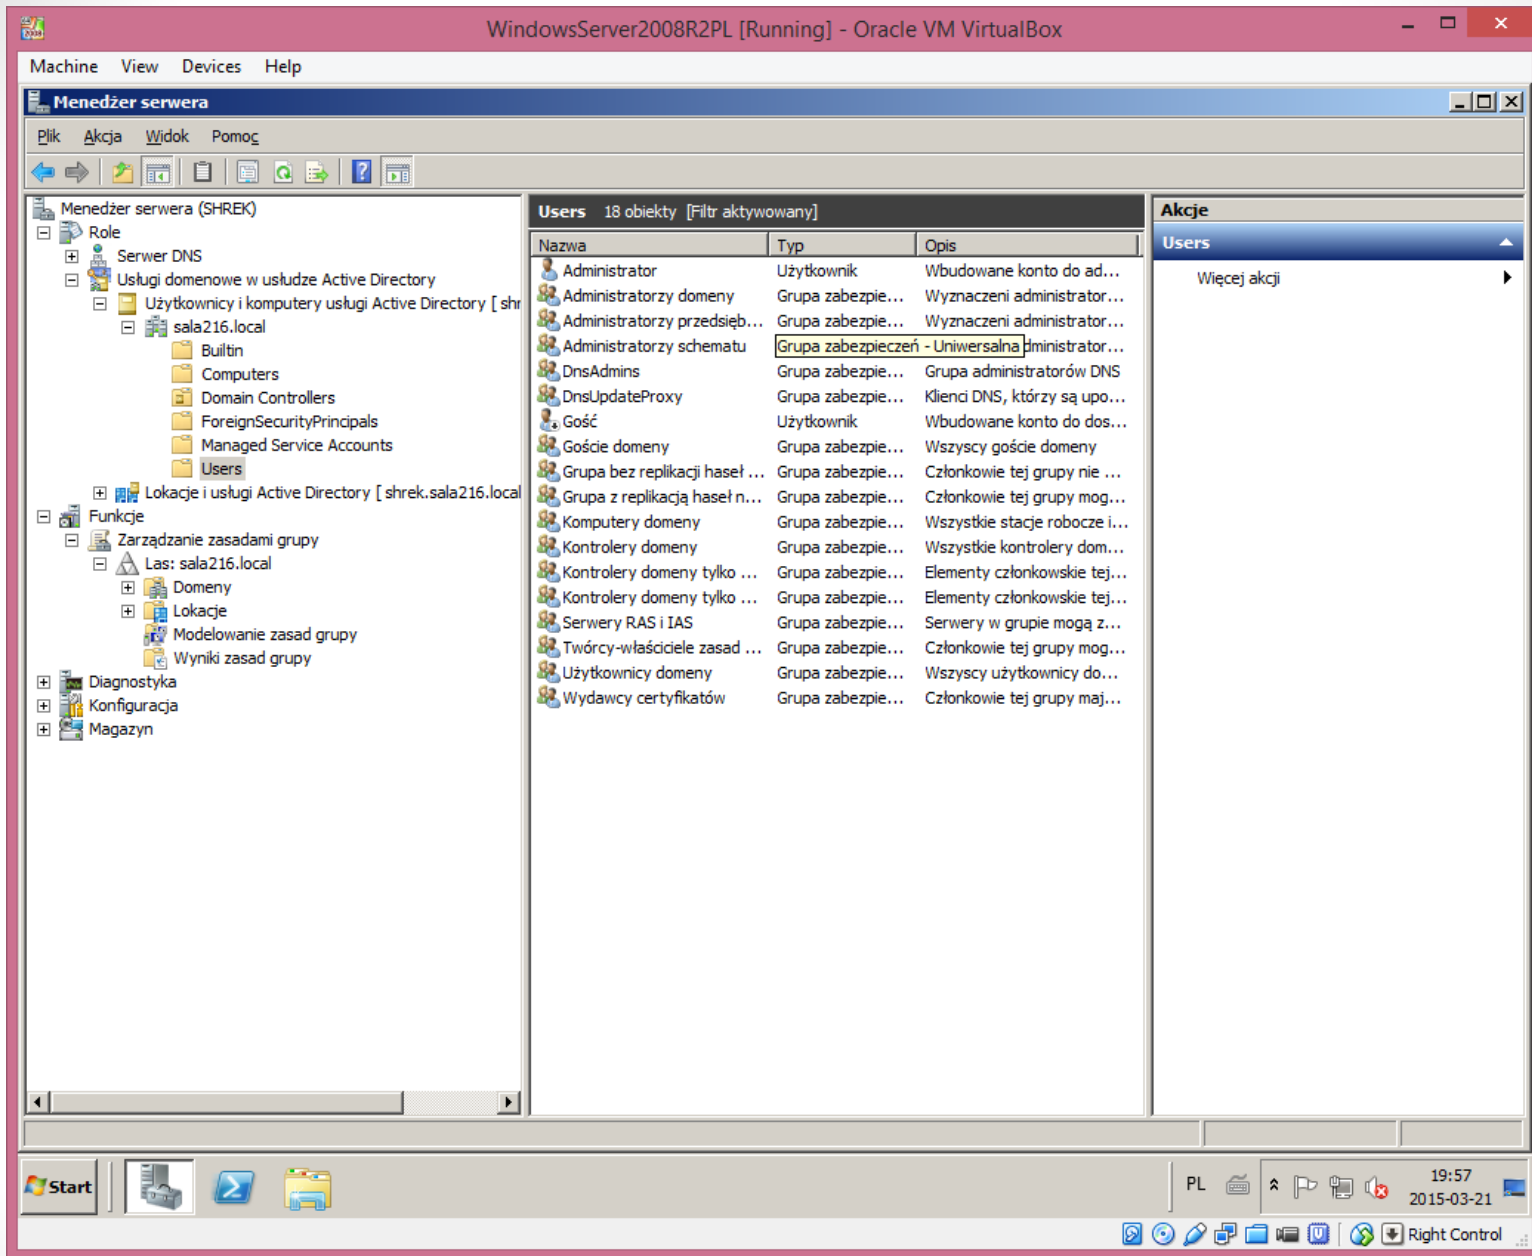 WindowsServer2008R2PL [Running] - Oracle VM VirtualBox
Machine View Devices Help
Menedżer serwera
Plik Akcja Widok Pomoc
Menedżer serwera (SHREK)
Role
Serwer DNS
Usługi domenowe w usłudze Active Directory
Użytkownicy i komputery usługi Active Directory [ shr
sala216.local
Builtin
Computers
Domain Controllers
ForeignSecurityPrincipals
Managed Service Accounts
Users
Lokacje i usługi Active Directory [ shrek.sala216.local
Funkcje
Zarządzanie zasadami grupy
Las: sala216.local
Domeny
Lokacje
Modelowanie zasad grupy
Wyniki zasad grupy
Diagnostyka
Konfiguracja
Magazyn
Users 18 obiekty [Filtr aktywowany]
Nazwa Typ Opis
Administrator Użytkownik Wbudowane konto do ad...
Administratorzy domeny Grupa zabezpie... Wyznaczeni administrator...
Administratorzy przedsięb... Grupa zabezpie... Wyznaczeni administrator...
Administratorzy schematu Grupa zabezpieczeń - Uniwersalna dministrator...
DnsAdmins Grupa zabezpie... Grupa administratorów DNS
DnsUpdateProxy Grupa zabezpie... Klienci DNS, którzy są upo...
Gość Użytkownik Wbudowane konto do dos...
Goście domeny Grupa zabezpie... Wszyscy goście domeny
Grupa bez replikacji haseł ... Grupa zabezpie... Członkowie tej grupy nie ...
Grupa z replikacją haseł n... Grupa zabezpie... Członkowie tej grupy mog...
Komputery domeny Grupa zabezpie... Wszystkie stacje robocze i...
Kontrolery domeny Grupa zabezpie... Wszystkie kontrolery dom...
Kontrolery domeny tylko ... Grupa zabezpie... Elementy członkowskie tej...
Kontrolery domeny tylko ... Grupa zabezpie... Elementy członkowskie tej...
Serwery RAS i IAS Grupa zabezpie... Serwery w grupie mogą z...
Twórcy-właściciele zasad ... Grupa zabezpie... Członkowie tej grupy mog...
Użytkownicy domeny Grupa zabezpie... Wszyscy użytkownicy do...
Wydawcy certyfikatów Grupa zabezpie... Członkowie tej grupy maj...
Akcje
Users
Więcej akcji
Start
PL
19:57
2015-03-21
Right Control